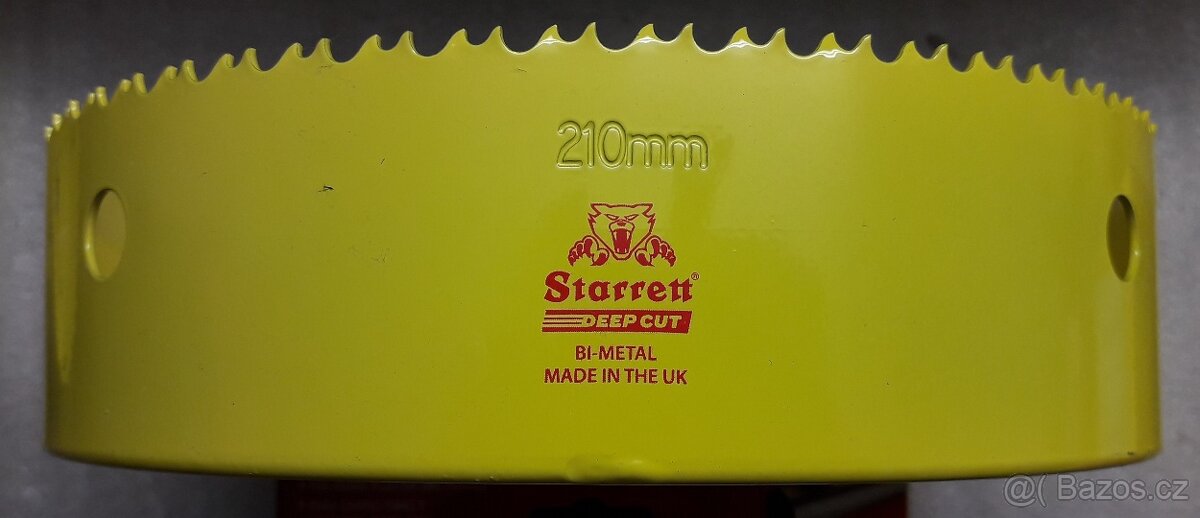 210mm
Starrett®
DEEP CUT
BI-METAL
MADE IN THE UK
@( Bazos.cz